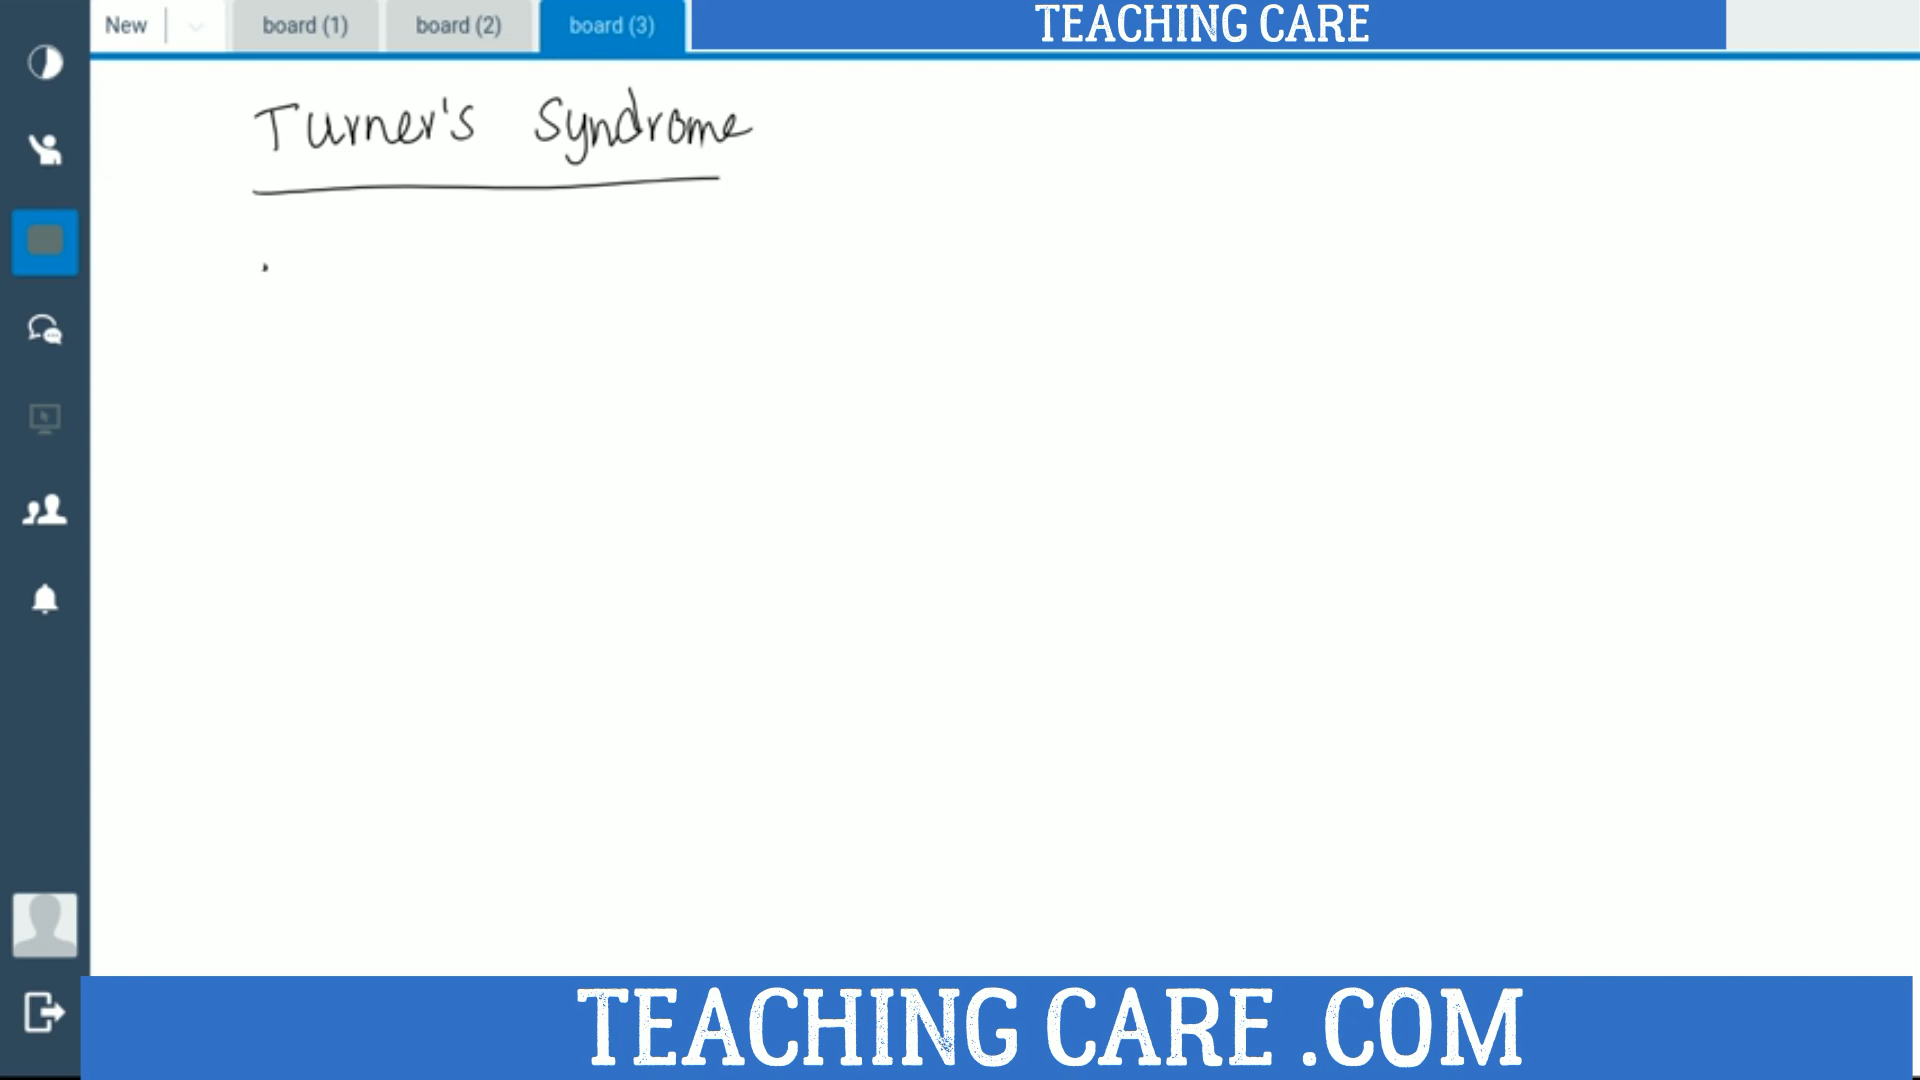 New
board (1)
board (2)
board (3)
TEACHING CARE
Turner's Syndrome
TEACHING CARE .COM